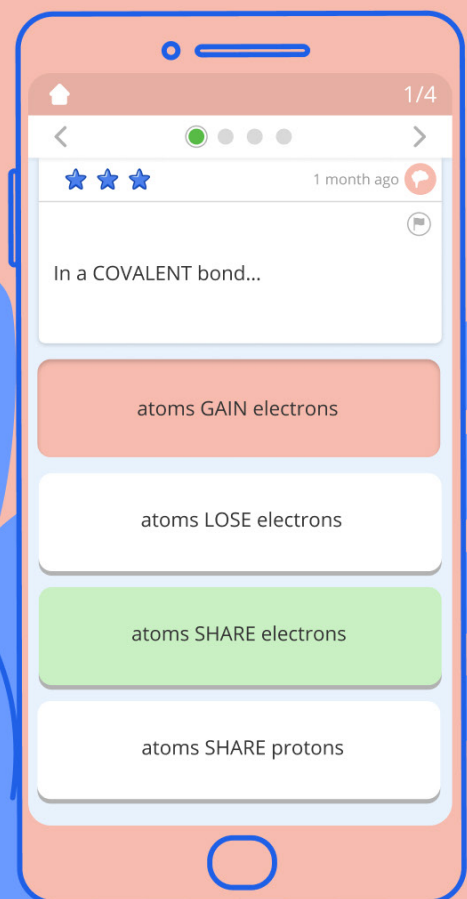 1/4
1 month ago
In a COVALENT bond...
atoms GAIN electrons
atoms LOSE electrons
atoms SHARE electrons
atoms SHARE protons